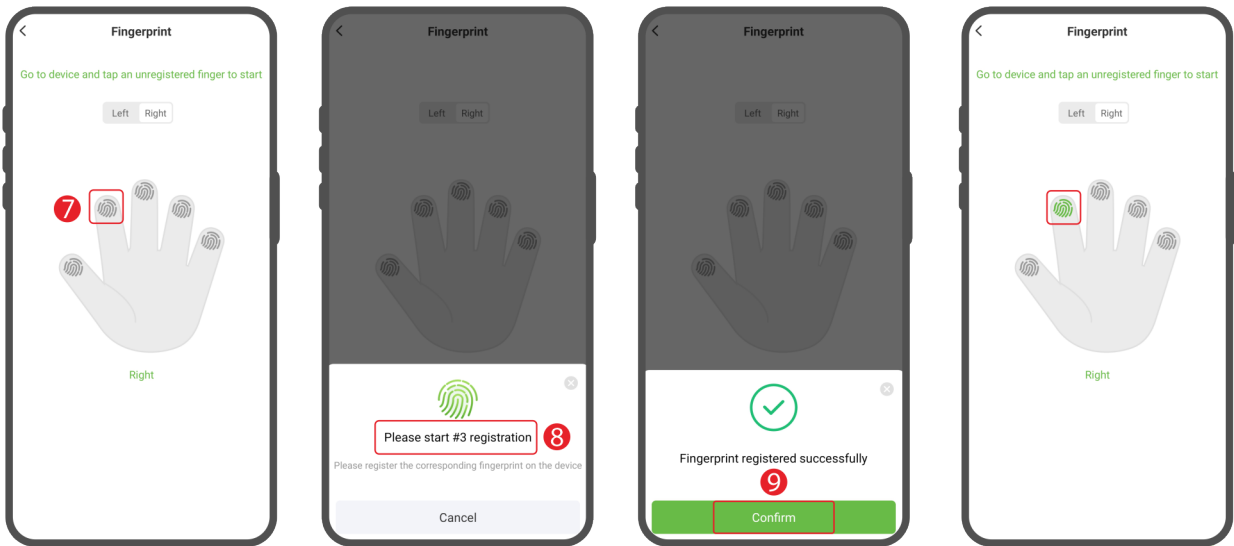 Fingerprint
Go to device and tap an unregistered finger to start
Left Right
7
Right
Fingerprint
Left Right
Please start #3 registration
8
Please register the corresponding fingerprint on the device
Cancel
Fingerprint
Left Right
Fingerprint registered successfully
9
Confirm
Fingerprint
Go to device and tap an unregistered finger to start
Left Right
Right